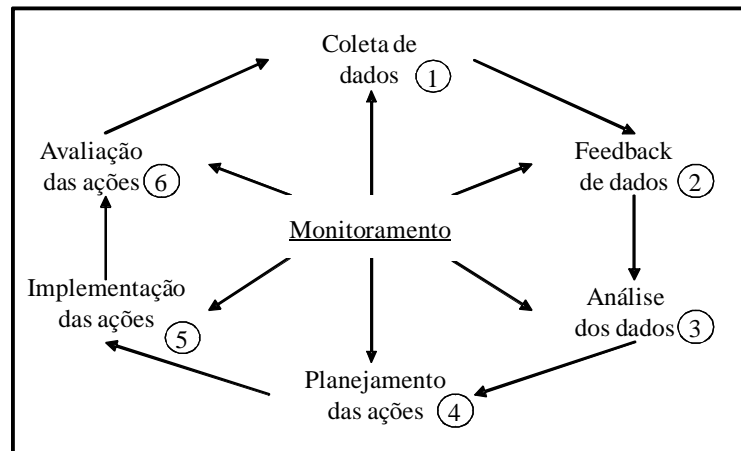 Coleta de
dados 1
Avaliação
das ações 6
Feedback
de dados 2
Monitoramento
Implementação
das ações 5
Análise
dos dados 3
Planejamento
das ações 4